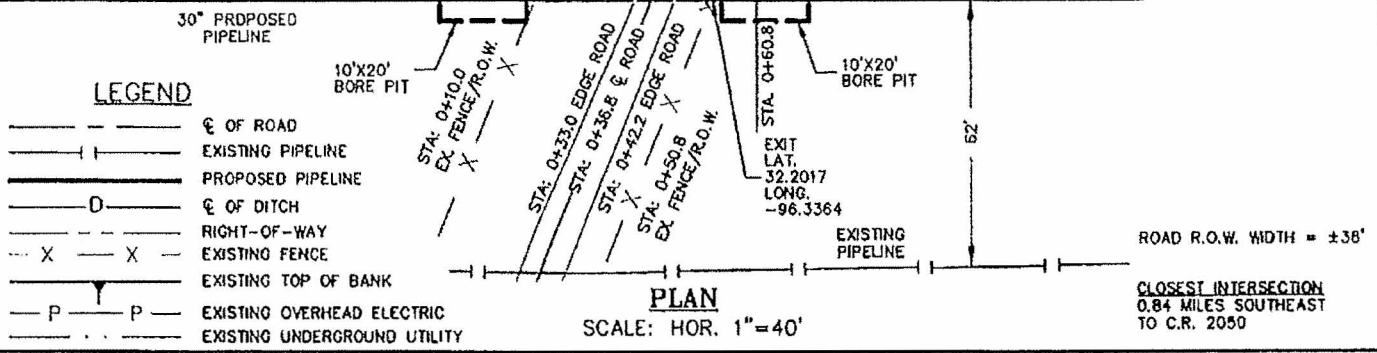 30" PROPOSED
PIPELINE
10'X20'
BORE PIT
STA: 0+10.0
EX. FENCE/R.O.W.
STA: 0+33.0 EDGE ROAD
STA: 0+36.8 ℄ ROAD
STA: 0+42.2 EDGE ROAD
STA: 0+50.8
EX. FENCE/R.O.W.
STA. 0+60.8
10'X20'
BORE PIT
EXIT
LAT.
32.2017
LONG.
-96.3364
62'
LEGEND
℄ OF ROAD
EXISTING PIPELINE
PROPOSED PIPELINE
D
℄ OF DITCH
RIGHT-OF-WAY
X X EXISTING FENCE
EXISTING TOP OF BANK
P P EXISTING OVERHEAD ELECTRIC
EXISTING UNDERGROUND UTILITY
EXISTING
PIPELINE
PLAN
SCALE: HOR. 1"=40'
ROAD R.O.W. WIDTH = ±38'
CLOSEST INTERSECTION
0.84 MILES SOUTHEAST
TO C.R. 2050